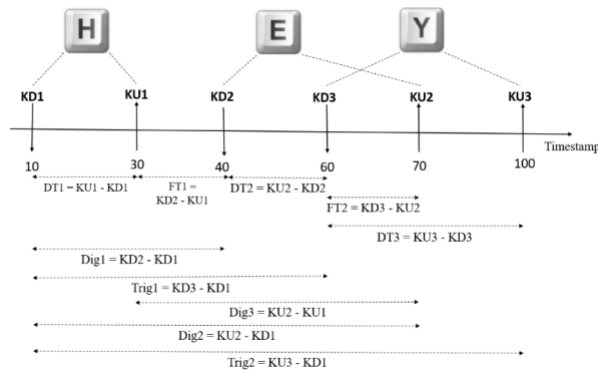 H E Y
KD1 KU1 KD2 KD3 KU2 KU3
Timestamp
10 30 40 60 70 100
DT1 = KU1 - KD1
FT1 =
KD2 - KU1
DT2 = KU2 - KD2
FT2 = KD3 - KU2
DT3 = KU3 - KD3
Dig1 = KD2 - KD1
Trig1 = KD3 - KD1
Dig3 = KU2 - KU1
Dig2 = KU2 - KD1
Trig2 = KU3 - KD1